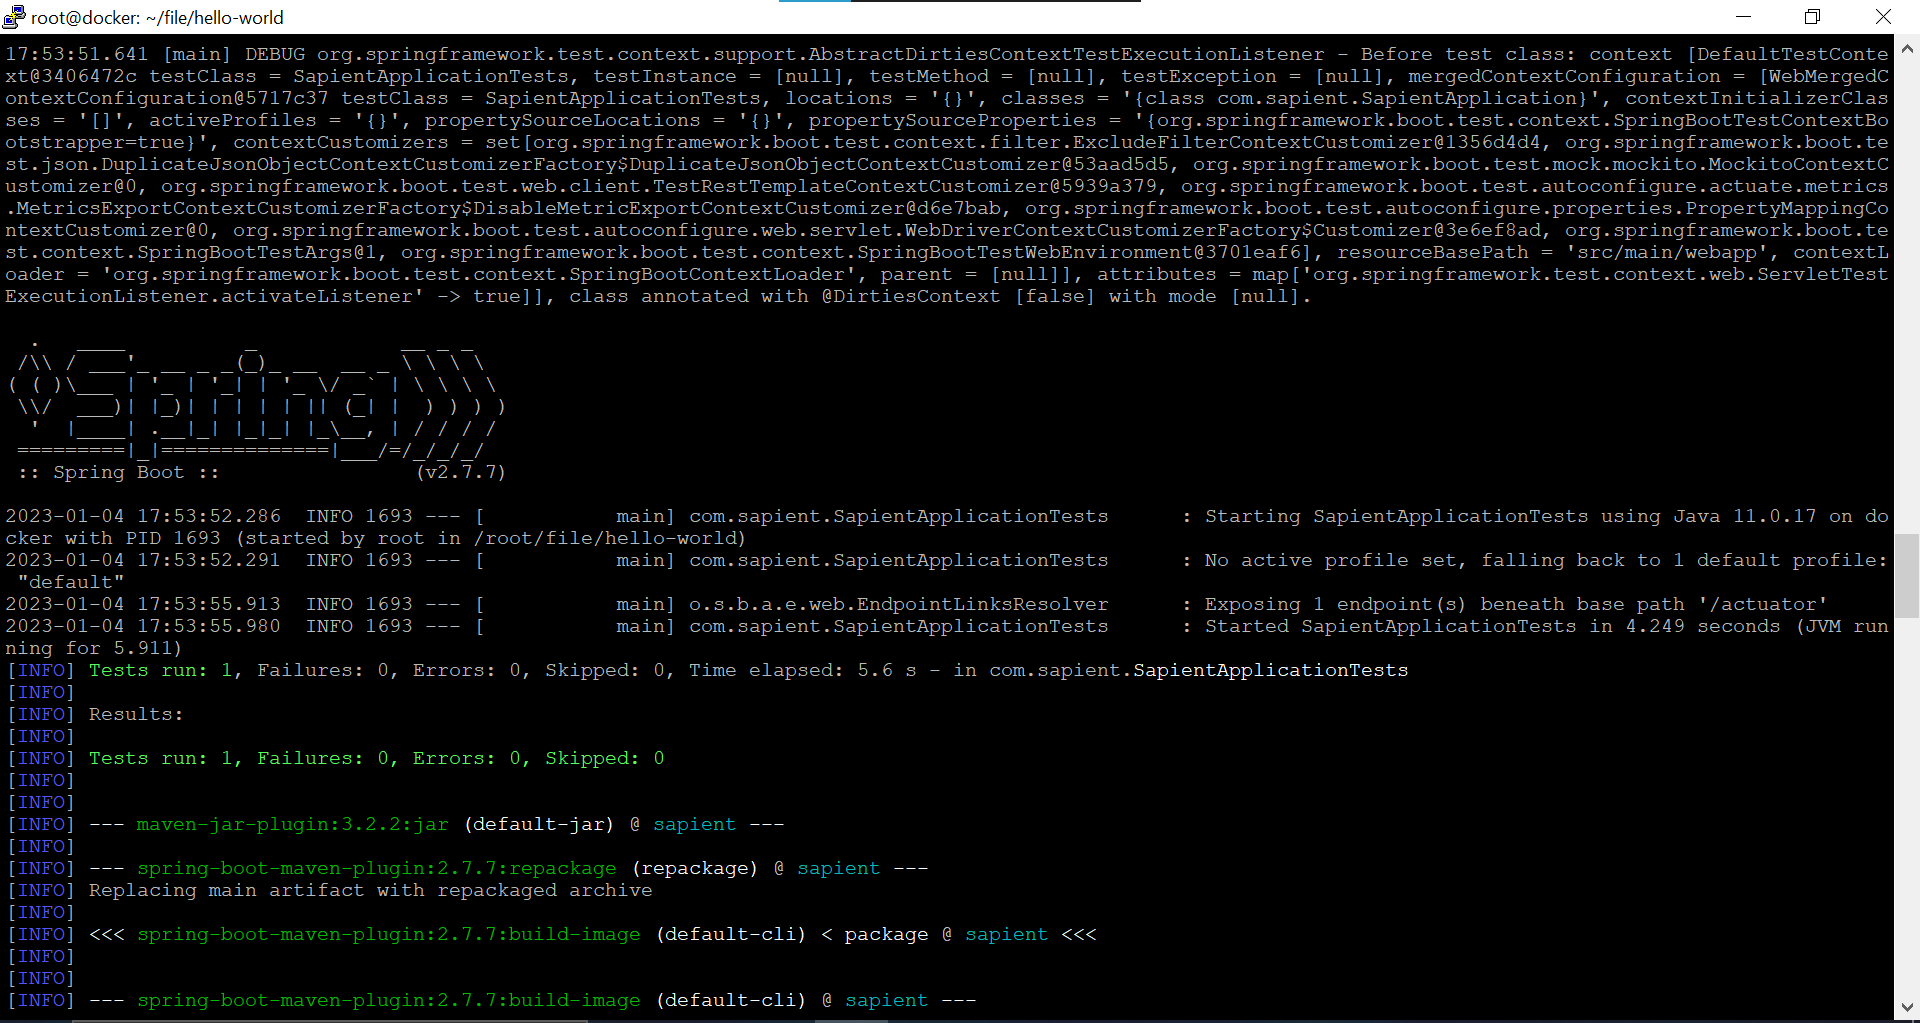 root@docker: ~/file/hello-world
17:53:51.641 [main] DEBUG org.springframework.test.context.support.AbstractDirtiesContextTestExecutionListener - Before test class: context [DefaultTestConte
xt@3406472c testClass = SapientApplicationTests, testInstance = [null], testMethod = [null], testException = [null], mergedContextConfiguration = [WebMergedC
ontextConfiguration@5717c37 testClass = SapientApplicationTests, locations = '{}', classes = '{class com.sapient.SapientApplication}', contextInitializerClas
ses = '[]', activeProfiles = '{}', propertySourceLocations = '{}', propertySourceProperties = '{org.springframework.boot.test.context.SpringBootTestContextBo
otstrapper=true}', contextCustomizers = set[org.springframework.boot.test.context.filter.ExcludeFilterContextCustomizer@1356d4d4, org.springframework.boot.te
st.json.DuplicateJsonObjectContextCustomizerFactory$DuplicateJsonObjectContextCustomizer@53aad5d5, org.springframework.boot.test.mock.mockito.MockitoContextC
ustomizer@0, org.springframework.boot.test.web.client.TestRestTemplateContextCustomizer@5939a379, org.springframework.boot.test.autoconfigure.actuate.metrics
.MetricsExportContextCustomizerFactory$DisableMetricExportContextCustomizer@d6e7bab, org.springframework.boot.test.autoconfigure.properties.PropertyMappingCo
ntextCustomizer@0, org.springframework.boot.test.autoconfigure.web.servlet.WebDriverContextCustomizerFactory$Customizer@3e6ef8ad, org.springframework.boot.te
st.context.SpringBootTestArgs@1, org.springframework.boot.test.context.SpringBootTestWebEnvironment@3701eaf6], resourceBasePath = 'src/main/webapp', contextL
oader = 'org.springframework.boot.test.context.SpringBootContextLoader', parent = [null]], attributes = map['org.springframework.test.context.web.ServletTest
ExecutionListener.activateListener' -> true]], class annotated with @DirtiesContext [false] with mode [null].
  .   ____          _            __ _ _
 /\\ / ___'_ __ _ _(_)_ __  __ _ \ \ \ \
( ( )\___ | '_ | '_| | '_ \/ _` | \ \ \ \
 \\/  ___)| |_)| | | | | || (_| |  ) ) ) )
  '  |____| .__|_| |_|_| |_\__, | / / / /
 =========|_|==============|___/=/_/_/_/
 :: Spring Boot ::                (v2.7.7)
2023-01-04 17:53:52.286  INFO 1693 --- [           main] com.sapient.SapientApplicationTests      : Starting SapientApplicationTests using Java 11.0.17 on do
cker with PID 1693 (started by root in /root/file/hello-world)
2023-01-04 17:53:52.291  INFO 1693 --- [           main] com.sapient.SapientApplicationTests      : No active profile set, falling back to 1 default profile:
 "default"
2023-01-04 17:53:55.913  INFO 1693 --- [           main] o.s.b.a.e.web.EndpointLinksResolver      : Exposing 1 endpoint(s) beneath base path '/actuator'
2023-01-04 17:53:55.980  INFO 1693 --- [           main] com.sapient.SapientApplicationTests      : Started SapientApplicationTests in 4.249 seconds (JVM run
ning for 5.911)
[INFO] Tests run: 1, Failures: 0, Errors: 0, Skipped: 0, Time elapsed: 5.6 s - in com.sapient.SapientApplicationTests
[INFO]
[INFO] Results:
[INFO]
[INFO] Tests run: 1, Failures: 0, Errors: 0, Skipped: 0
[INFO]
[INFO]
[INFO] --- maven-jar-plugin:3.2.2:jar (default-jar) @ sapient ---
[INFO]
[INFO] --- spring-boot-maven-plugin:2.7.7:repackage (repackage) @ sapient ---
[INFO] Replacing main artifact with repackaged archive
[INFO]
[INFO] <<< spring-boot-maven-plugin:2.7.7:build-image (default-cli) < package @ sapient <<<
[INFO]
[INFO]
[INFO] --- spring-boot-maven-plugin:2.7.7:build-image (default-cli) @ sapient ---